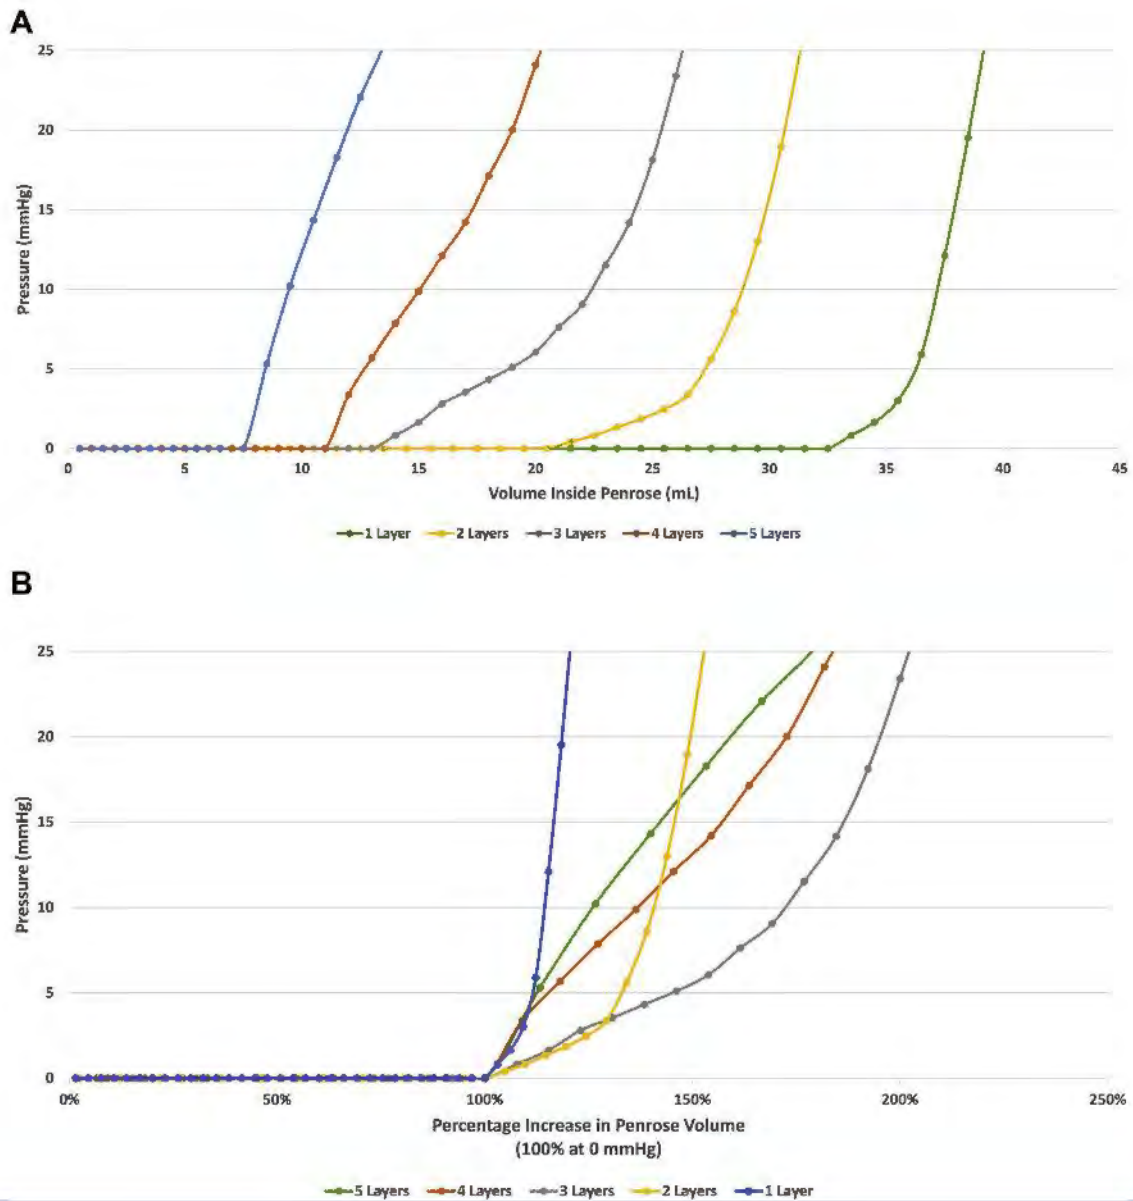 A
25
20
15
10
5
0
Pressure (mmHg)
0 5 10 15 20 25 30 35 40 45
Volume Inside Penrose (mL)
1 Layer 2 Layers 3 Layers 4 Layers 5 Layers
B
25
20
15
10
5
0
Pressure (mmHg)
0% 50% 100% 150% 200% 250%
Percentage Increase in Penrose Volume
(100% at 0 mmHg)
5 Layers 4 Layers 3 Layers 2 Layers 1 Layer